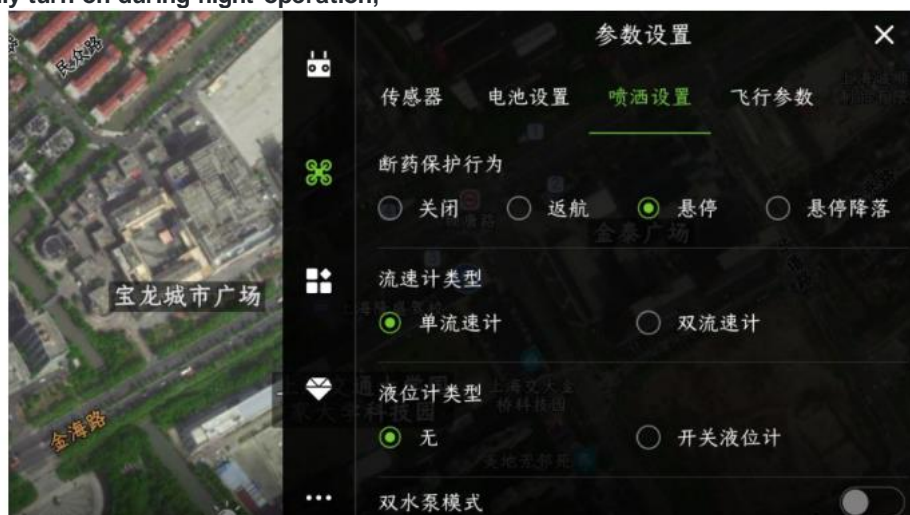 turn on during night operation,
民众路
参数设置
传感器 电池设置 喷洒设置 飞行参数
断药保护行为
关闭 返航 悬停 悬停降落
金泰广场
流速计类型
宝龙城市广场
单流速计 双流速计
液位计类型
金海路
无 开关液位计
双水泵模式